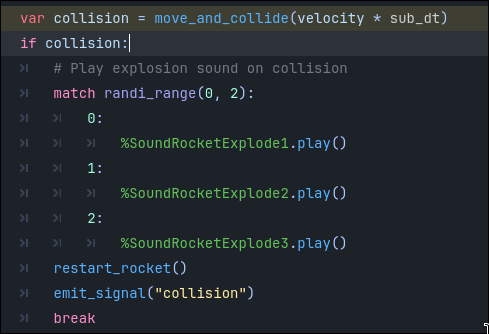 var collision = move_and_collide(velocity * sub_dt)
if collision:
# Play explosion sound on collision
match randi_range(0, 2):
0:
%SoundRocketExplode1.play()
1:
%SoundRocketExplode2.play()
2:
%SoundRocketExplode3.play()
restart_rocket()
emit_signal("collision")
break